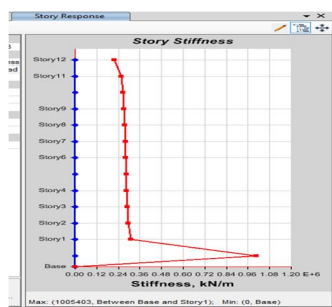 Story Response
Story Stiffness
Story12
Story11
Story9
Story8
Story7
Story6
Story4
Story3
Story2
Story1
Base
0.00 0.12 0.24 0.36 0.48 0.60 0.72 0.84 0.96 1.08 1.20 E+6
Stiffness, kN/m
Max: (1005403, Between Base and Story1); Min: (0, Base)